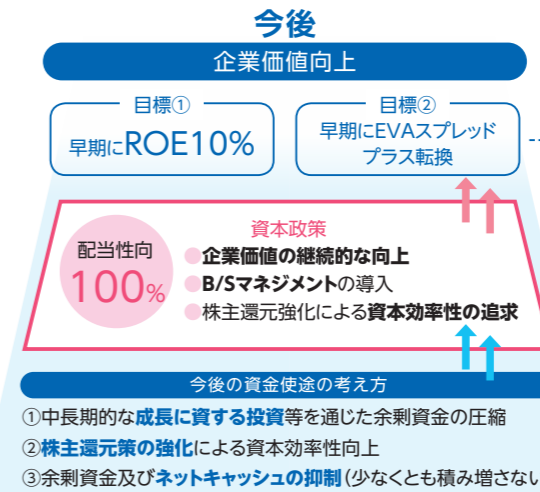 今後
企業価値向上
目標①
早期にROE10%
目標②
早期にEVAスプレッド
プラス転換
配当性向
100%
資本政策
●企業価値の継続的な向上
●B/Sマネジメントの導入
●株主還元強化による資本効率性の追求
今後の資金使途の考え方
①中長期的な成長に資する投資等を通じた余剰資金の圧縮
②株主還元策の強化による資本効率性向上
③余剰資金及びネットキャッシュの抑制(少なくとも積み増さない